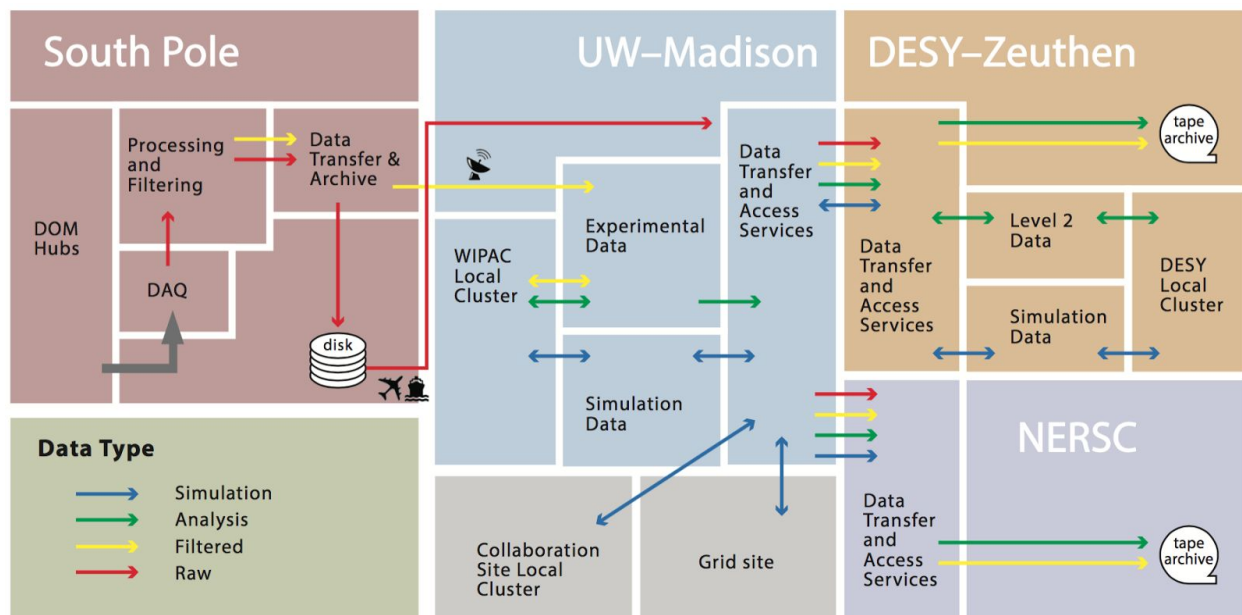 South Pole
DOM
Hubs
Processing
and
Filtering
Data
Transfer &
Archive
DAQ
disk
UW–Madison
WIPAC
Local
Cluster
Experimental
Data
Simulation
Data
Data
Transfer
and
Access
Services
Collaboration
Site Local
Cluster
Grid site
DESY–Zeuthen
Data
Transfer
and
Access
Services
tape
archive
Level 2
Data
Simulation
Data
DESY
Local
Cluster
NERSC
Data
Transfer
and
Access
Services
tape
archive
Data Type
Simulation
Analysis
Filtered
Raw